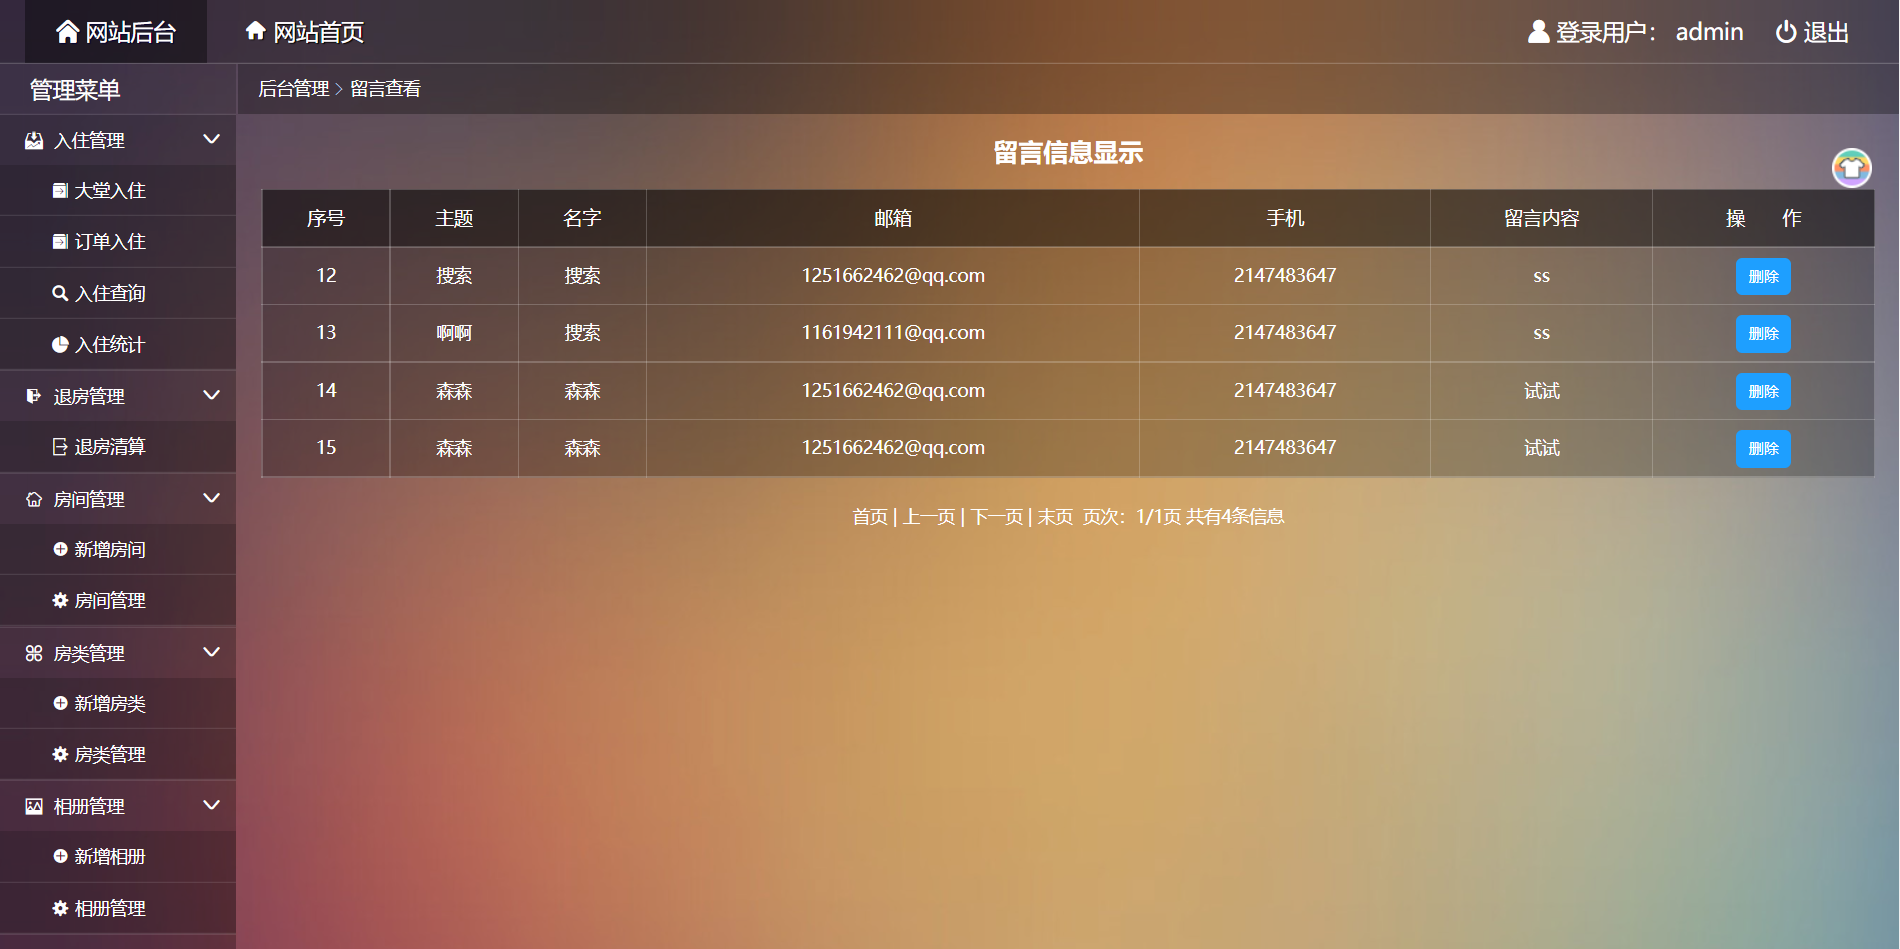 网站后台 网站首页 登录用户： admin 退出
管理菜单
后台管理 > 留言查看
入住管理
大堂入住
订单入住
入住查询
入住统计
退房管理
退房清算
房间管理
新增房间
房间管理
房类管理
新增房类
房类管理
相册管理
新增相册
相册管理
留言信息显示
序号 主题 名字 邮箱 手机 留言内容 操 作
12 搜索 搜索 1251662462@qq.com 2147483647 ss 删除
13 啊啊 搜索 1161942111@qq.com 2147483647 ss 删除
14 森森 森森 1251662462@qq.com 2147483647 试试 删除
15 森森 森森 1251662462@qq.com 2147483647 试试 删除
首页 | 上一页 | 下一页 | 末页 页次：1/1页 共有4条信息